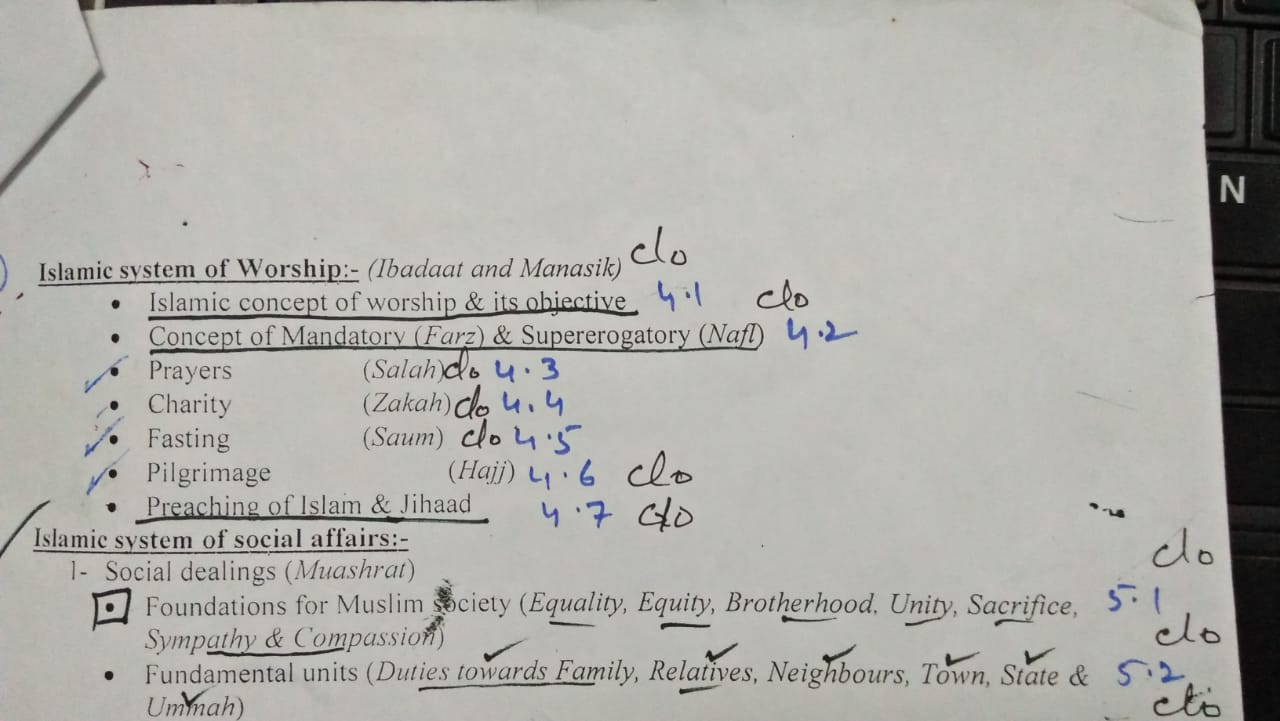 Islamic system of Worship:- (Ibadaat and Manasik) clo
• Islamic concept of worship & its objective 4.1 clo
• Concept of Mandatory (Farz) & Supererogatory (Nafl) 4.2
• Prayers (Salah) clo 4.3
• Charity (Zakah) clo 4.4
• Fasting (Saum) clo 4.5
• Pilgrimage (Hajj) 4.6 clo
• Preaching of Islam & Jihaad 4.7 clo
Islamic system of social affairs:-
1- Social dealings (Muashrat) clo
• Foundations for Muslim society (Equality, Equity, Brotherhood, Unity, Sacrifice, 5.1
Sympathy & Compassion) clo
• Fundamental units (Duties towards Family, Relatives, Neighbours, Town, State & 5.2
Ummah) clo
N